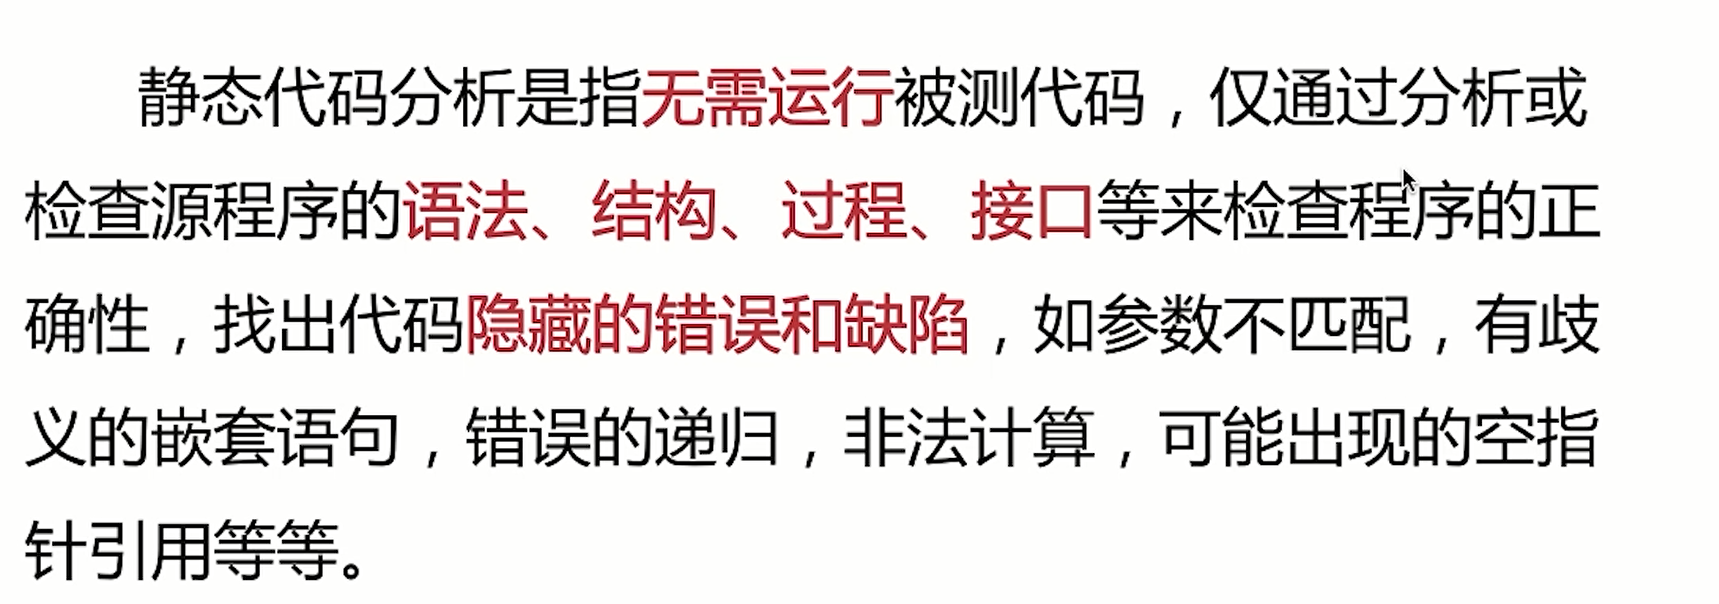 静态代码分析是指无需运行被测代码，仅通过分析或
检查源程序的语法、结构、过程、接口等来检查程序的正
确性，找出代码隐藏的错误和缺陷，如参数不匹配，有歧
义的嵌套语句，错误的递归，非法计算，可能出现的空指
针引用等等。